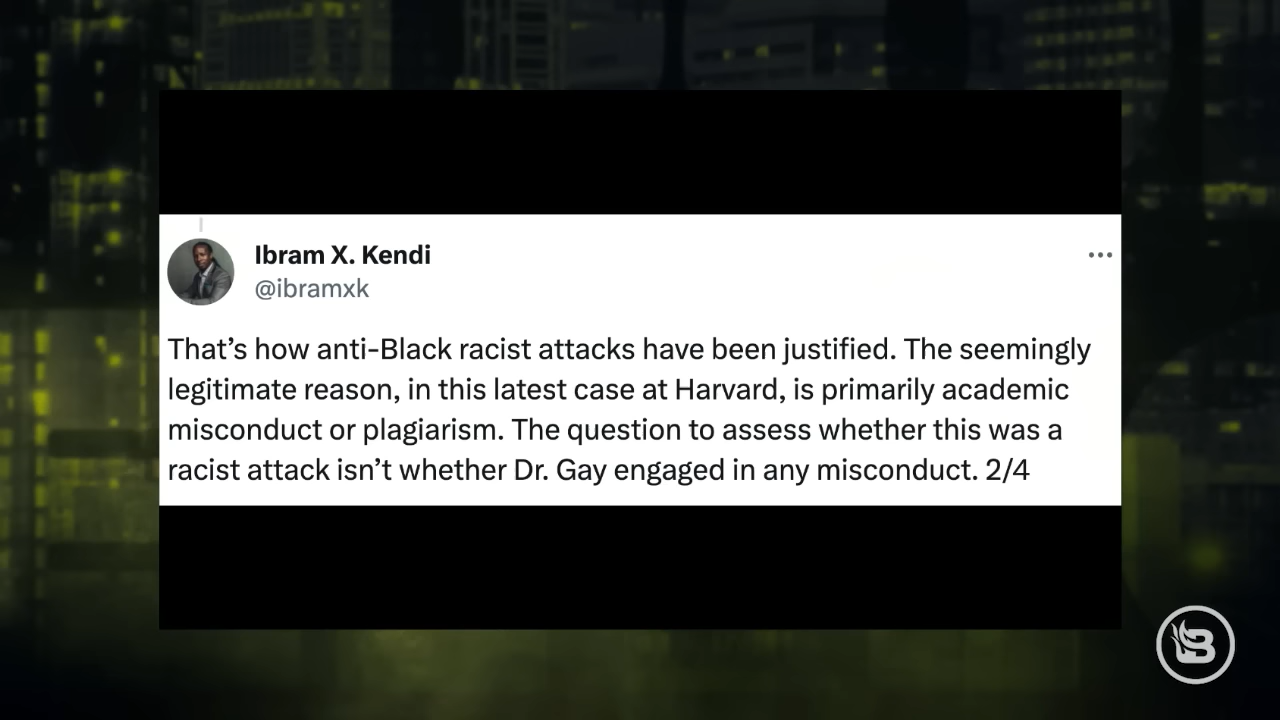 Ibram X. Kendi
@ibramxk
That’s how anti-Black racist attacks have been justified. The seemingly
legitimate reason, in this latest case at Harvard, is primarily academic
misconduct or plagiarism. The question to assess whether this was a
racist attack isn’t whether Dr. Gay engaged in any misconduct. 2/4
B